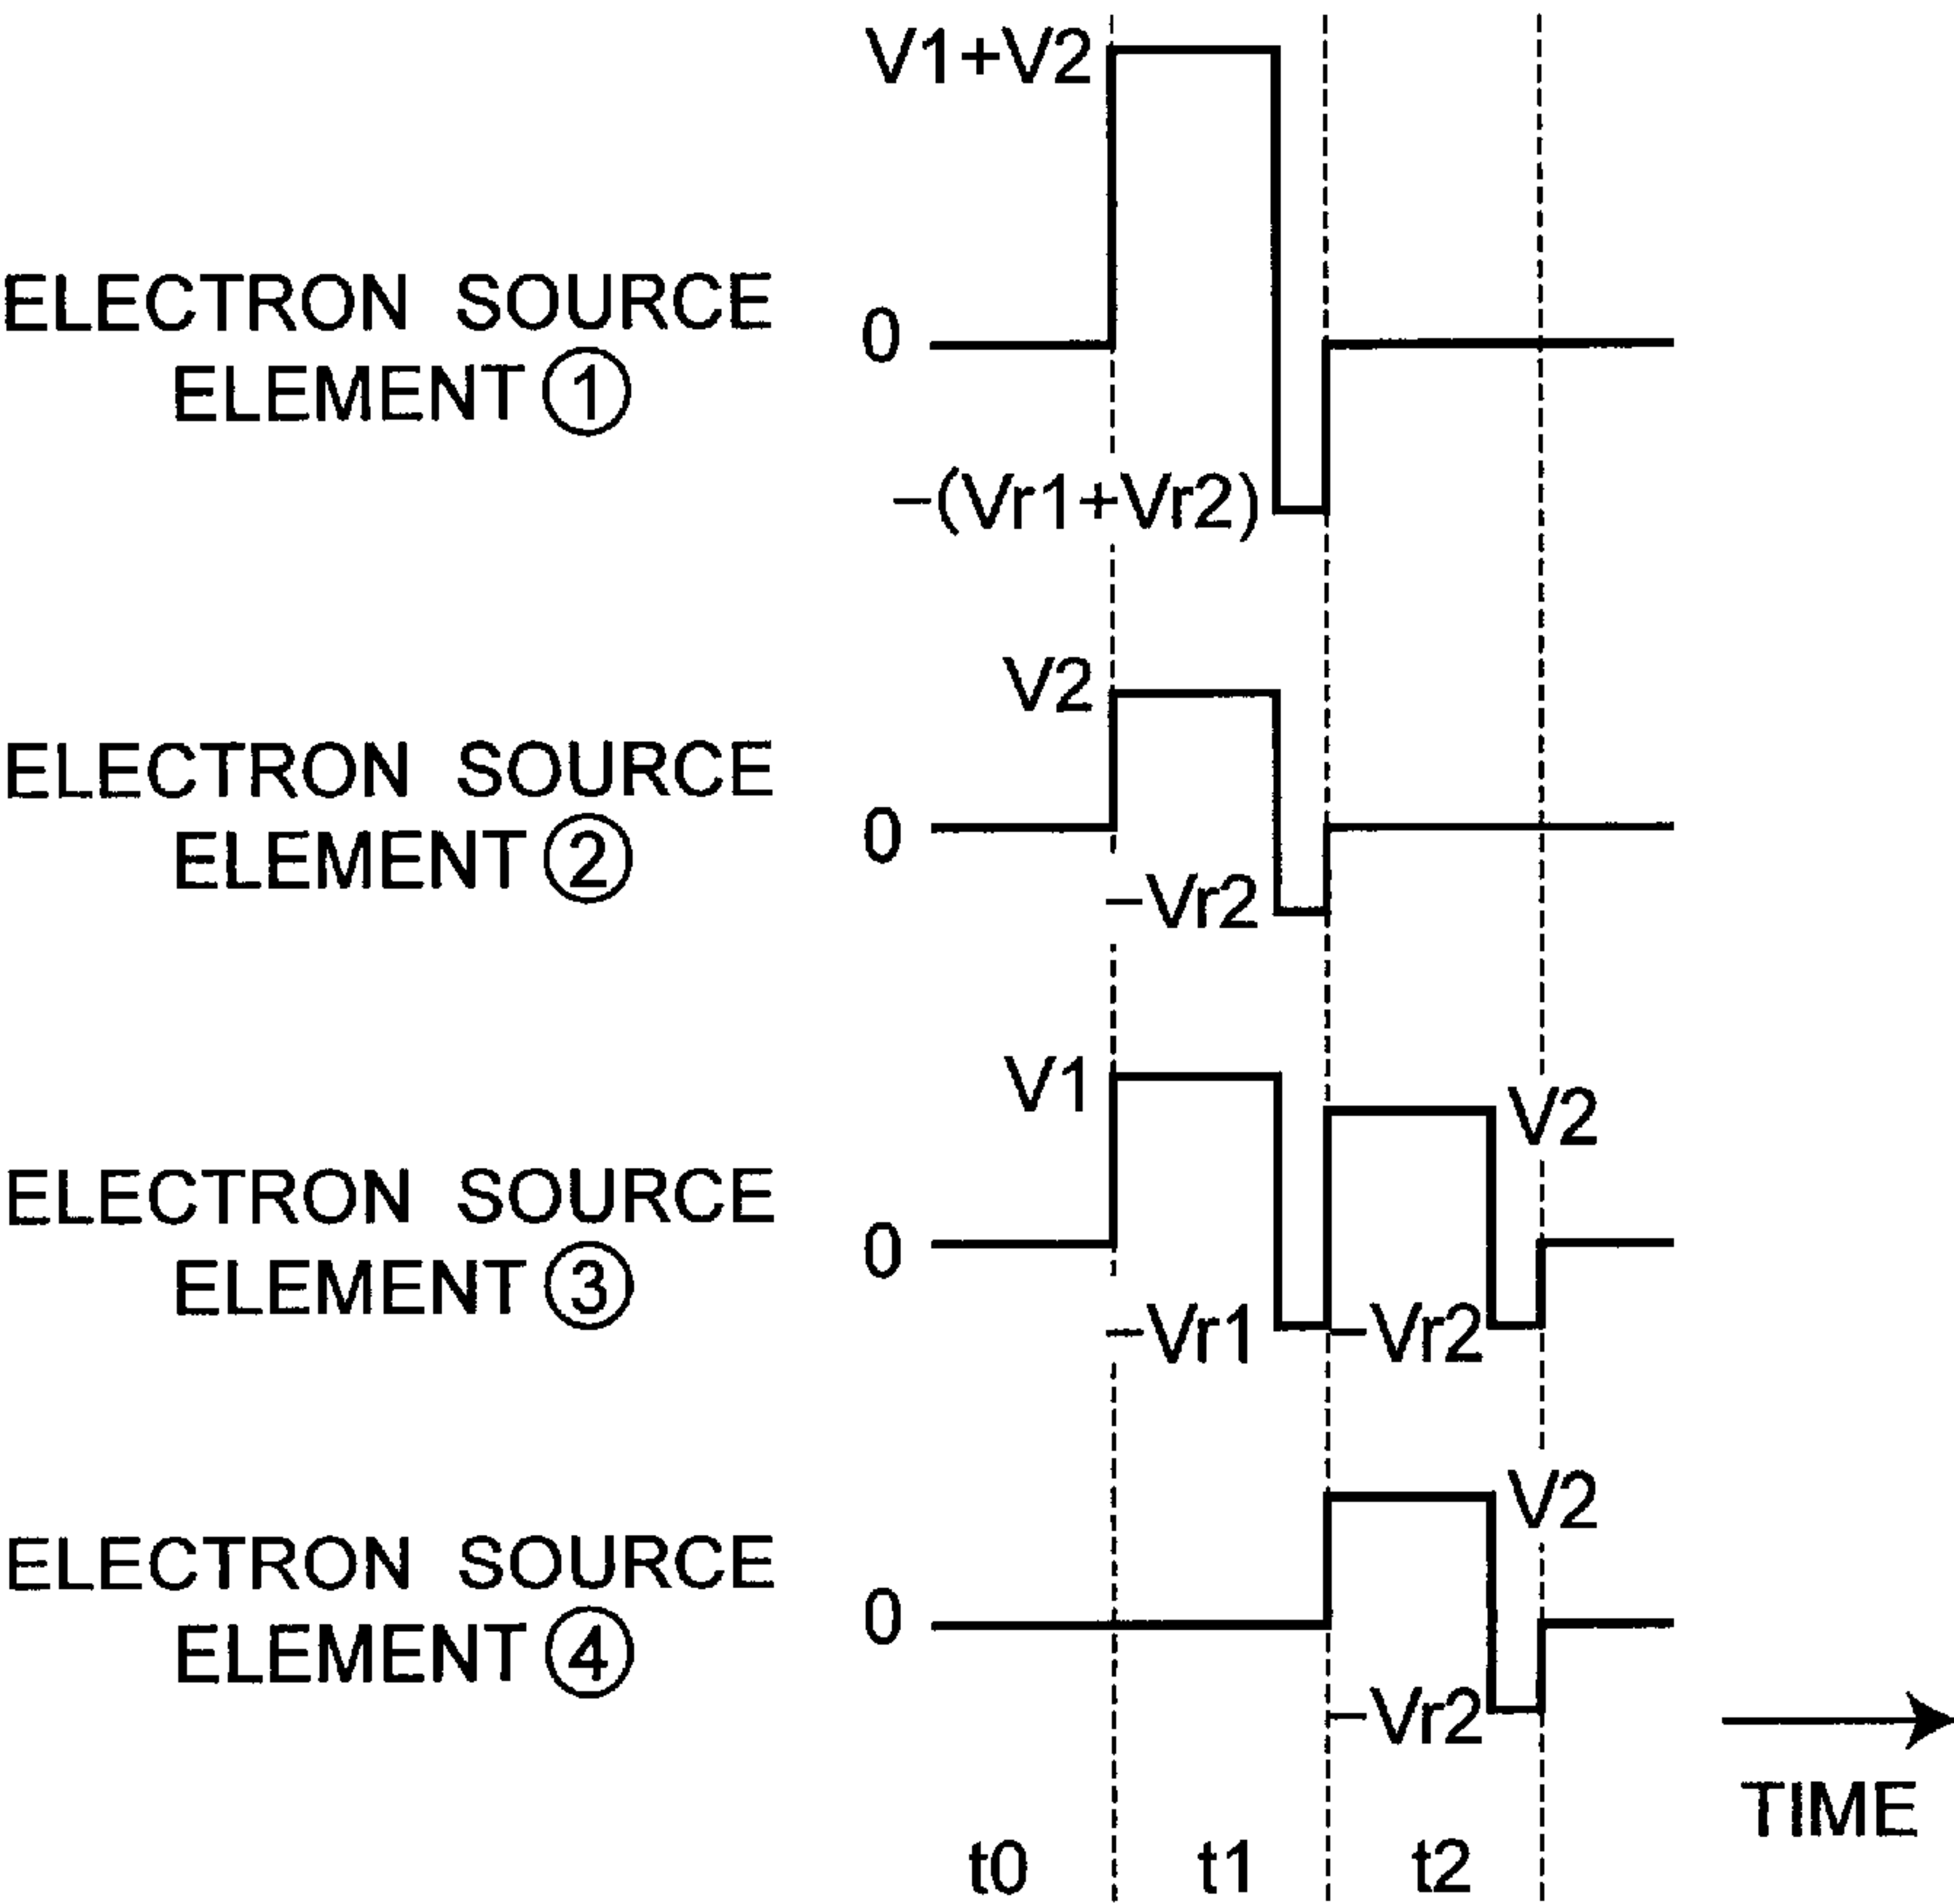 V1+V2
ELECTRON SOURCE
ELEMENT ①
0
−(Vr1+Vr2)
V2
ELECTRON SOURCE
ELEMENT ②
0
−Vr2
V1
V2
ELECTRON SOURCE
ELEMENT ③
0
−Vr1
−Vr2
V2
ELECTRON SOURCE
ELEMENT ④
0
−Vr2
TIME
t0
t1
t2